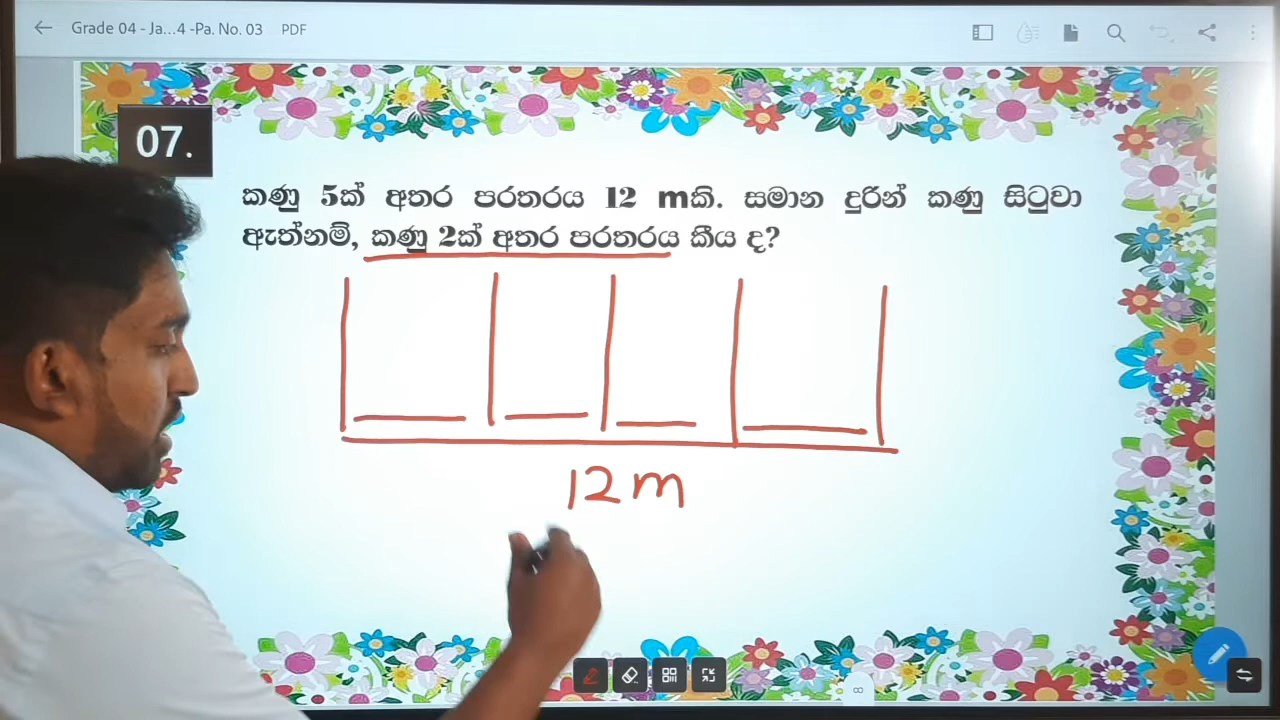 Grade 04 - Ja...4 -Pa. No. 03 PDF
07.
කණු 5ක් අතර පරතරය 12 mකි. සමාන දුරින් කණු සිටුවා
ඇත්නම්, කණු 2ක් අතර පරතරය කීය ද?
12 m